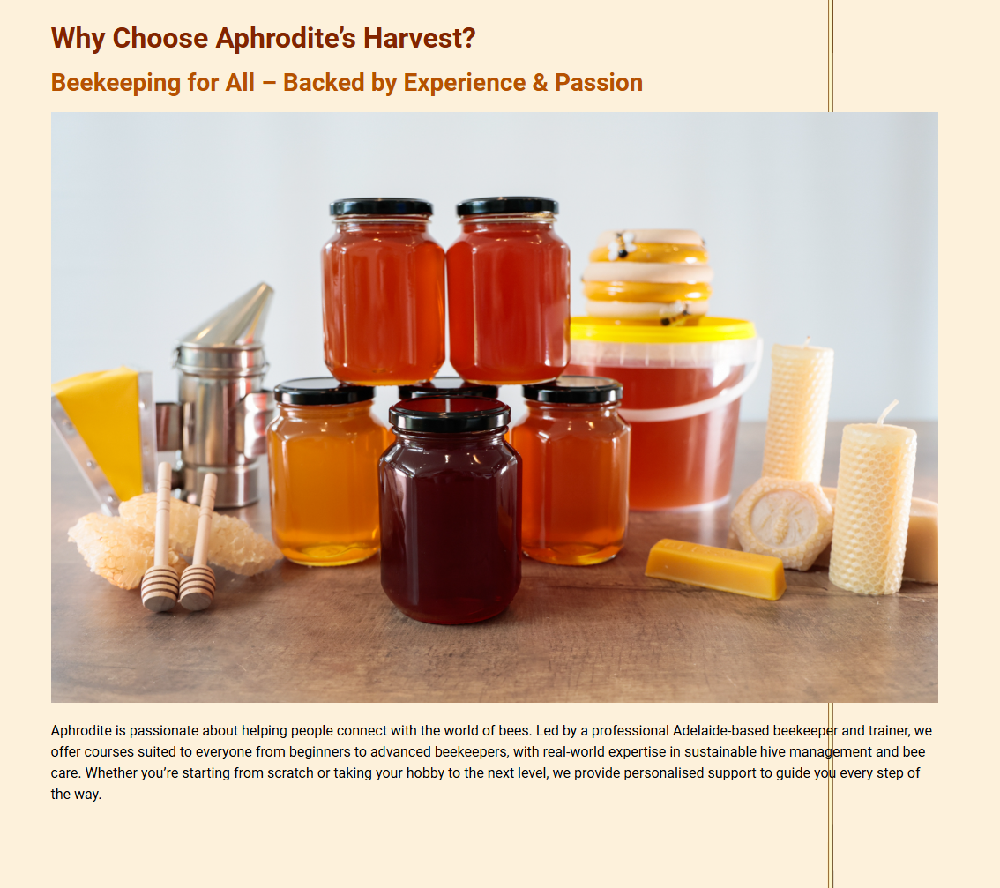 Why Choose Aphrodite’s Harvest?
Beekeeping for All – Backed by Experience & Passion
Aphrodite is passionate about helping people connect with the world of bees. Led by a professional Adelaide-based beekeeper and trainer, we
offer courses suited to everyone from beginners to advanced beekeepers, with real-world expertise in sustainable hive management and bee
care. Whether you’re starting from scratch or taking your hobby to the next level, we provide personalised support to guide you every step of
the way.